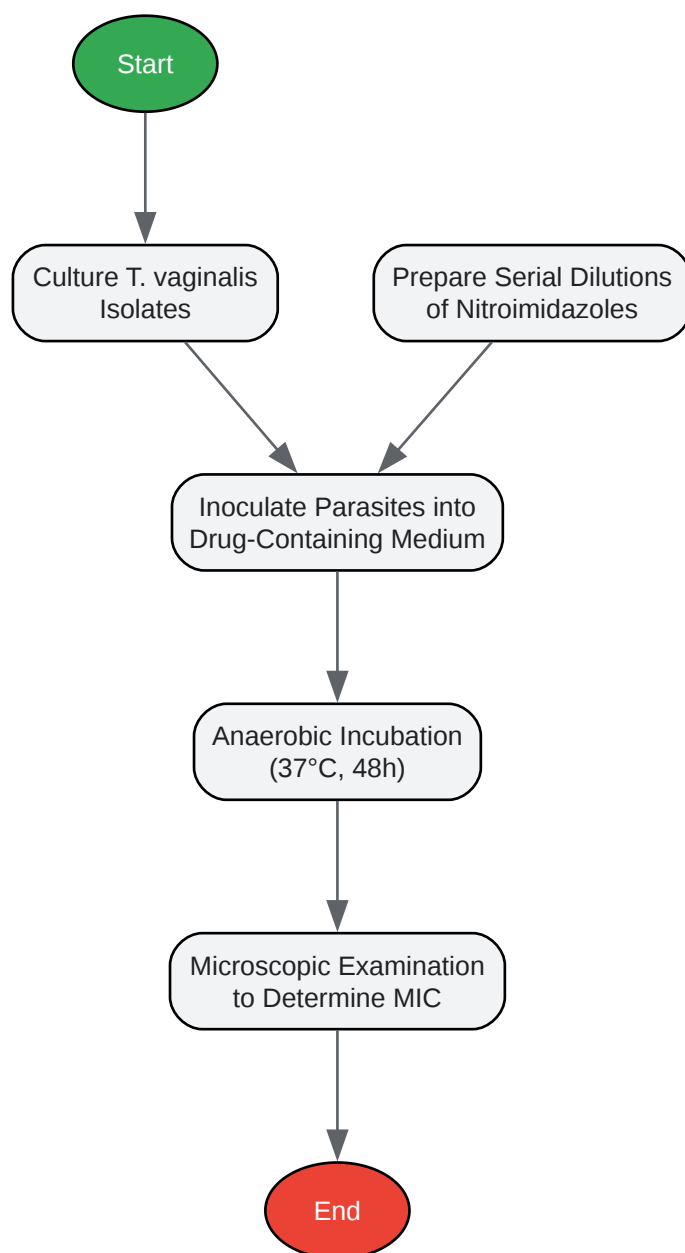 Start
Culture T. vaginalis
Isolates
Prepare Serial Dilutions
of Nitroimidazoles
Inoculate Parasites into
Drug-Containing Medium
Anaerobic Incubation
(37°C, 48h)
Microscopic Examination
to Determine MIC
End